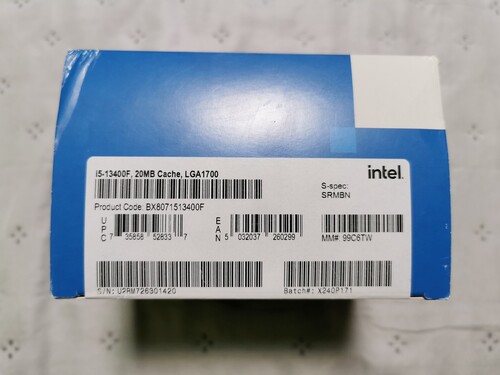 i5-13400F, 20MB Cache, LGA1700
intel
S-spec:
SRMBN
Product Code: BX8071513400F
UPC
7 35858 52833 7
EAN
5 032037 260299
MM# 99C6TW
S/N: U2RM726301420
Batch#: X240P171